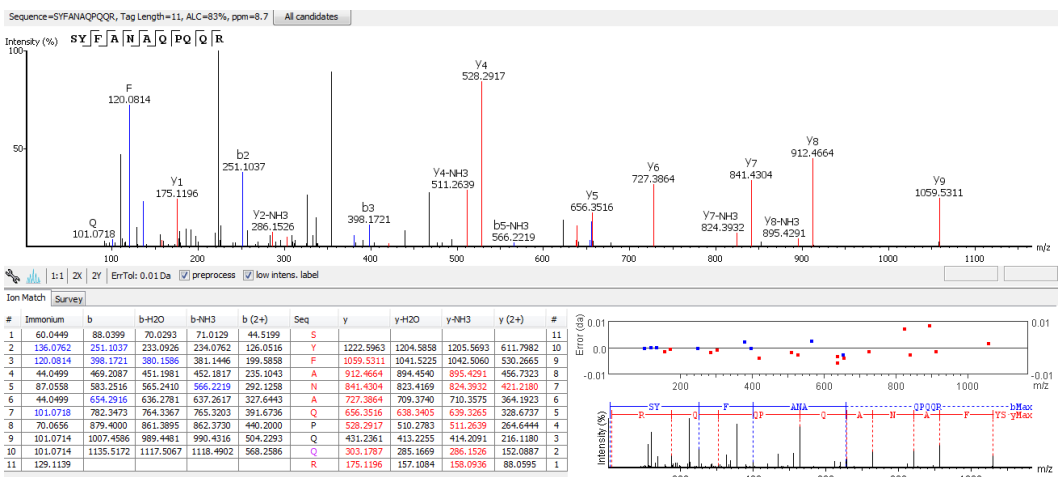 Sequence=SYFANAQPQQR, Tag Length=11, ALC=83%, ppm=8.7 All candidates
Intensity (%) SY F A N A Q P Q Q R
100
50
F
120.0814
Q
101.0718
y1
175.1196
b2
251.1037
y2-NH3
286.1526
b3
398.1721
y4-NH3
511.2639
y4
528.2917
b5-NH3
566.2219
y5
656.3516
y6
727.3864
y7-NH3
824.3932
y7
841.4304
y8-NH3
895.4291
y8
912.4664
y9
1059.5311
100 200 300 400 500 600 700 800 900 1000 1100 m/z
1:1 2X 2Y ErrTol: 0.01 Da preprocess low intens. label
Ion Match Survey
# Immonium b b-H2O b-NH3 b (2+) Seq y y-H2O y-NH3 y (2+) #
1 60.0449 88.0399 70.0293 71.0129 44.5199 S 11
2 136.0762 251.1037 233.0926 234.0762 126.0516 Y 1222.5963 1204.5858 1205.5693 611.7982 10
3 120.0814 398.1721 380.1586 381.1446 199.5858 F 1059.5311 1041.5225 1042.5060 530.2665 9
4 44.0499 469.2087 451.1981 452.1817 235.1043 A 912.4664 894.4540 895.4291 456.7323 8
5 87.0558 583.2516 565.2410 566.2219 292.1258 N 841.4304 823.4169 824.3932 421.2180 7
6 44.0499 654.2916 636.2781 637.2617 327.6443 A 727.3864 709.3740 710.3575 364.1923 6
7 101.0718 782.3473 764.3367 765.3203 391.6736 Q 656.3516 638.3405 639.3265 328.6737 5
8 70.0656 879.4000 861.3895 862.3730 440.2000 P 528.2917 510.2783 511.2639 264.6444 4
9 101.0714 1007.4586 989.4481 990.4316 504.2293 Q 431.2361 413.2255 414.2091 216.1180 3
10 101.0714 1135.5172 1117.5067 1118.4902 568.2586 Q 303.1787 285.1669 286.1526 152.0887 2
11 129.1139 R 175.1196 157.1084 158.0936 88.0595 1
Error (da)
0.01
0.0
-0.01
0.01
-0.01
200 400 600 800 1000 m/z
SY F ANA QPQQR bMax
R Q QP Q A N A F YS yMax
Intensity (%)
m/z